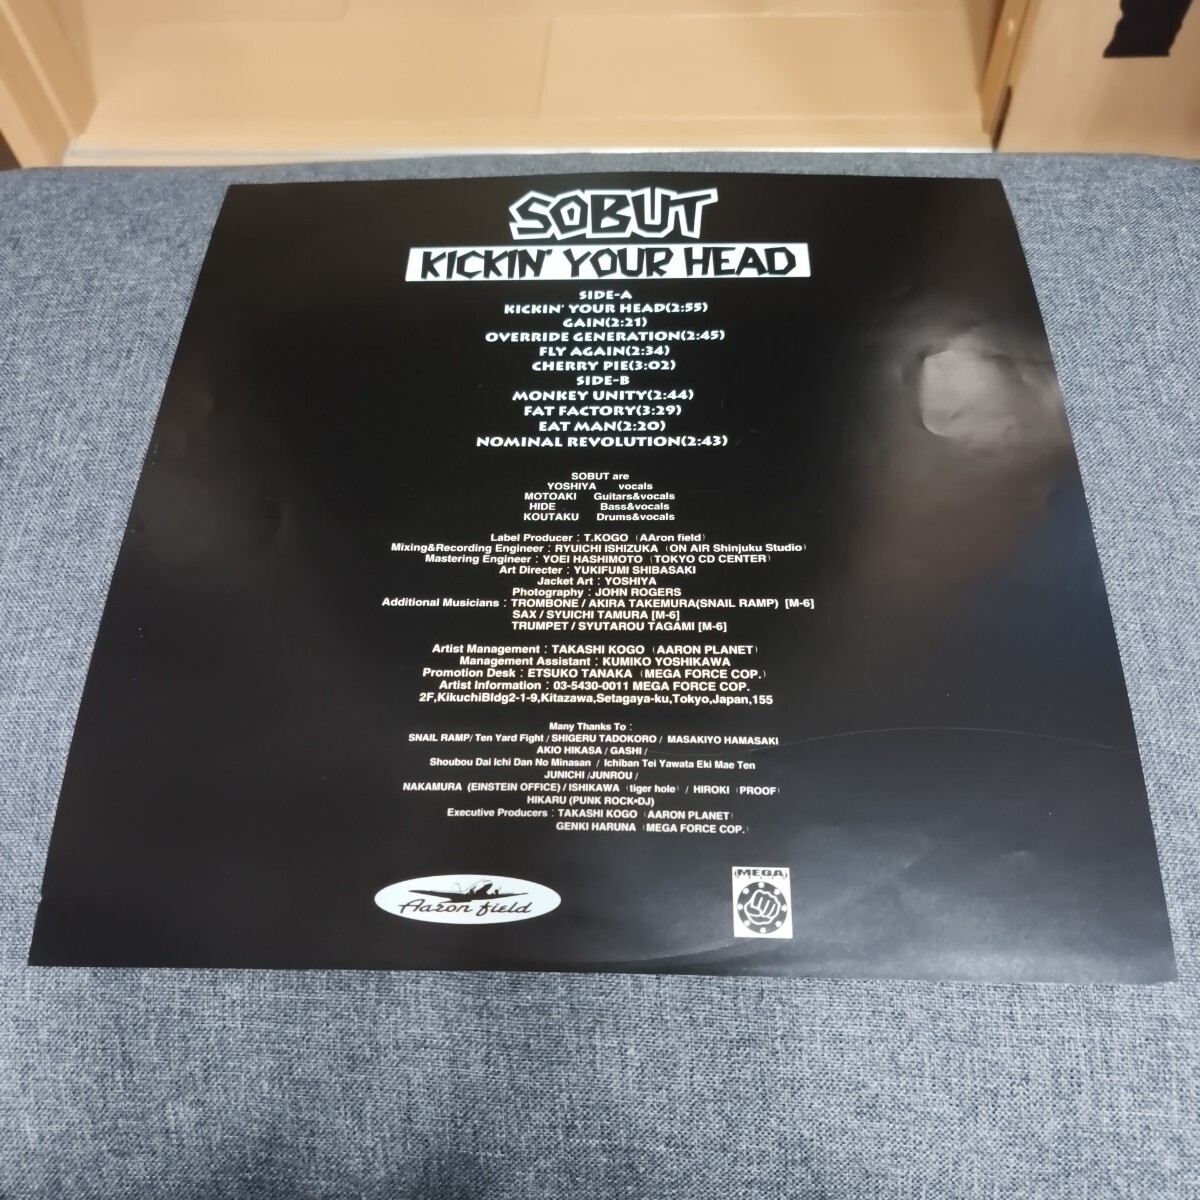 SOBUT
KICKIN' YOUR HEAD
SIDE-A
KICKIN' YOUR HEAD(2:55)
GAIN(2:21)
OVERRIDE GENERATION(2:45)
FLY AGAIN(2:34)
CHERRY PIE(3:02)
SIDE-B
MONKEY UNITY(2:44)
FAT FACTORY(3:29)
EAT MAN(2:20)
NOMINAL REVOLUTION(2:43)
SOBUT are
YOSHIYA vocals
MOTOAKI Guitars&vocals
HIDE Bass&vocals
KOUTAKU Drums&vocals
Label Producer : T.KOGO (AAron field)
Mixing&Recording Engineer : RYUICHI ISHIZUKA (ON AIR Shinjuku Studio)
Mastering Engineer : YOEI HASHIMOTO (TOKYO CD CENTER)
Art Directer : YUKIFUMI SHIBASAKI
Jacket Art : YOSHIYA
Photography : JOHN ROGERS
Additional Musicians : TROMBONE / AKIRA TAKEMURA(SNAIL RAMP) [M-6]
SAX / SYUICHI TAMURA [M-6]
TRUMPET / SYUTAROU TAGAMI [M-6]
Artist Management : TAKASHI KOGO (AARON PLANET)
Management Assistant : KUMIKO YOSHIKAWA
Promotion Desk : ETSUKO TANAKA (MEGA FORCE COP.)
Artist Information : 03-5430-0011 MEGA FORCE COP.
2F,KikuchiBldg2-1-9,Kitazawa,Setagaya-ku,Tokyo,Japan,155
Many Thanks To :
SNAIL RAMP/ Ten Yard Fight / SHIGERU TADOKORO / MASAKIYO HAMASAKI
AKIO HIKASA / GASHI /
Shoubou Dai Ichi Dan No Minasan / Ichiban Tei Yawata Eki Mae Ten
JUNICHI /JUNROU /
NAKAMURA (EINSTEIN OFFICE) / ISHIKAWA (tiger hole) / HIROKI (PROOF)
HIKARU (PUNK ROCK•DJ)
Executive Producers : TAKASHI KOGO (AARON PLANET)
GENKI HARUNA (MEGA FORCE COP.)
Aaron field
MEGA